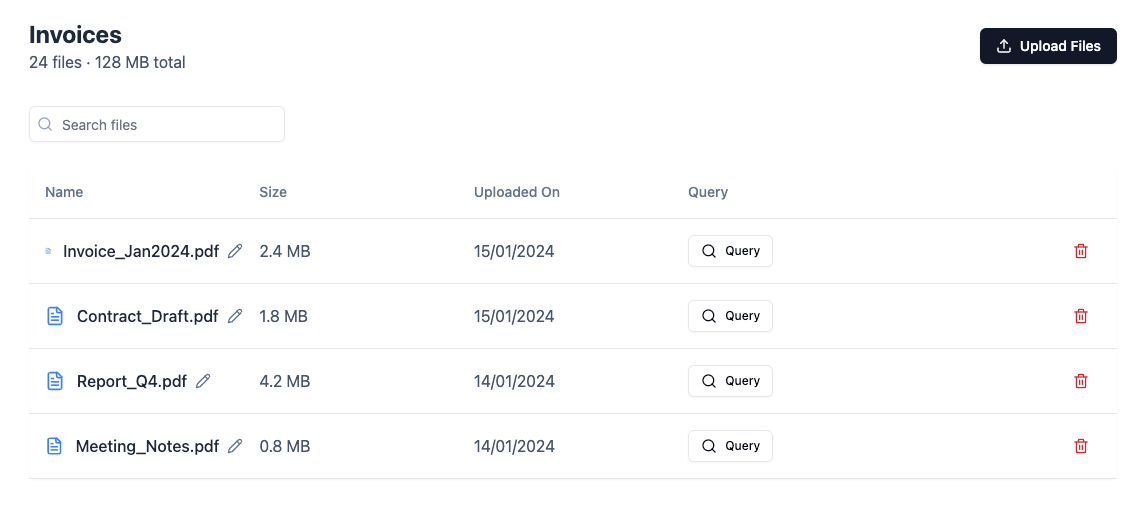 Invoices
24 files · 128 MB total
Upload Files
Search files
Name Size Uploaded On Query
Invoice_Jan2024.pdf 2.4 MB 15/01/2024 Query
Contract_Draft.pdf 1.8 MB 15/01/2024 Query
Report_Q4.pdf 4.2 MB 14/01/2024 Query
Meeting_Notes.pdf 0.8 MB 14/01/2024 Query